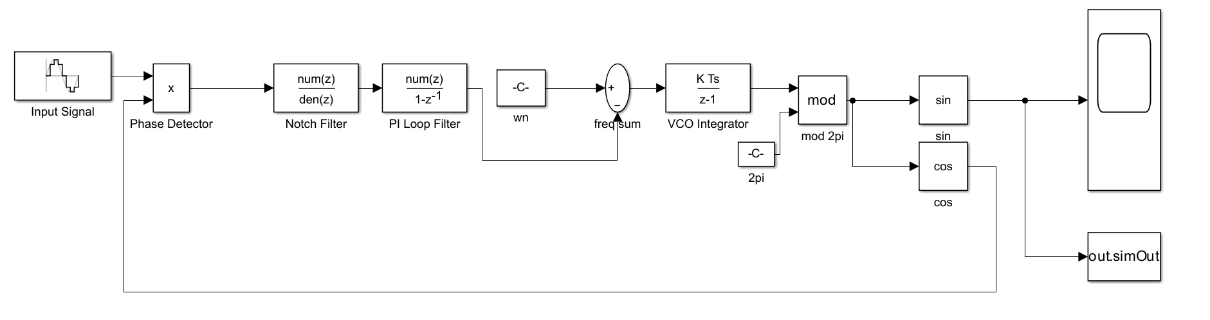 Input Signal
x
Phase Detector
num(z)
den(z)
Notch Filter
num(z)
1-z-1
PI Loop Filter
-C-
wn
+
−
freq sum
K Ts
z-1
VCO Integrator
mod
mod 2pi
-C-
2pi
sin
sin
cos
cos
out.simOut